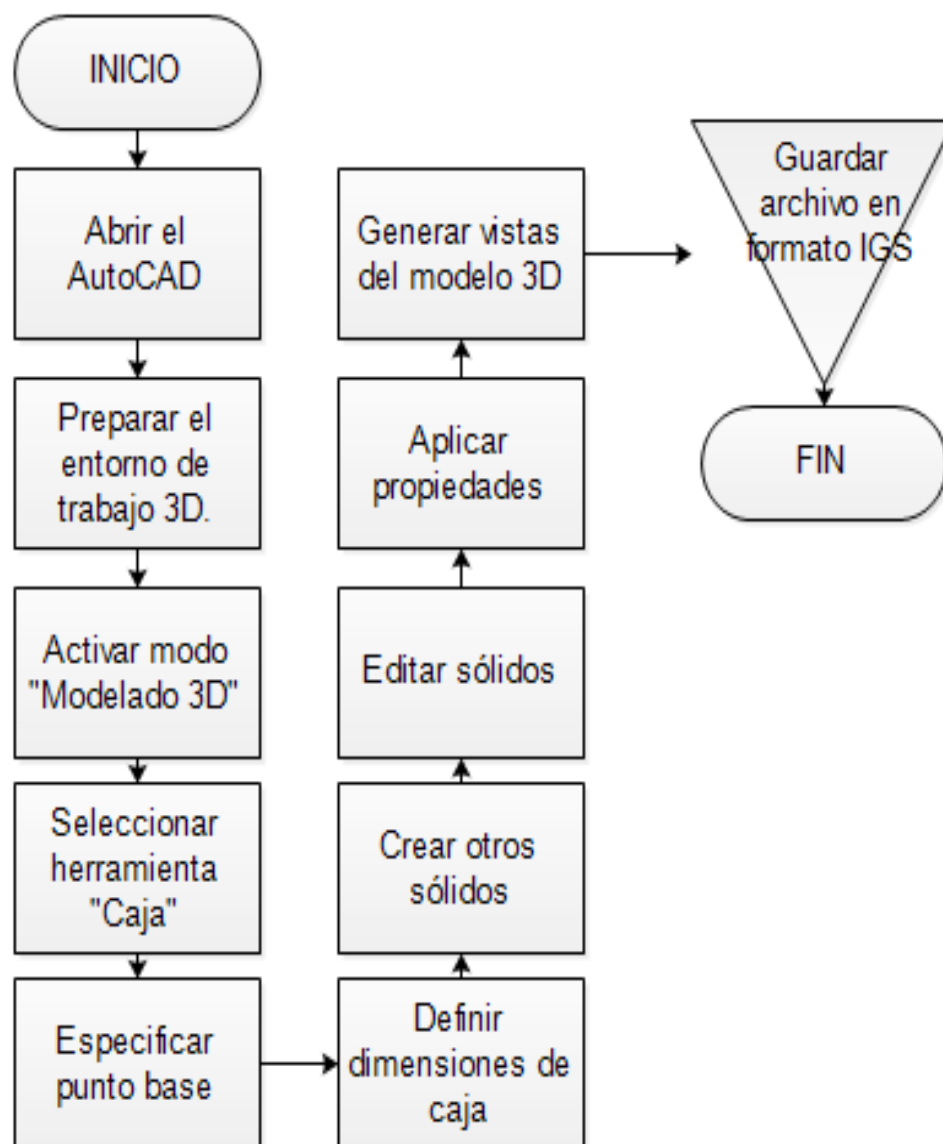 INICIO
Abrir el
AutoCAD
Preparar el
entorno de
trabajo 3D.
Activar modo
"Modelado 3D"
Seleccionar
herramienta
"Caja"
Especificar
punto base
Definir
dimensiones de
caja
Crear otros
sólidos
Editar sólidos
Aplicar
propiedades
Generar vistas
del modelo 3D
Guardar
archivo en
formato IGS
FIN